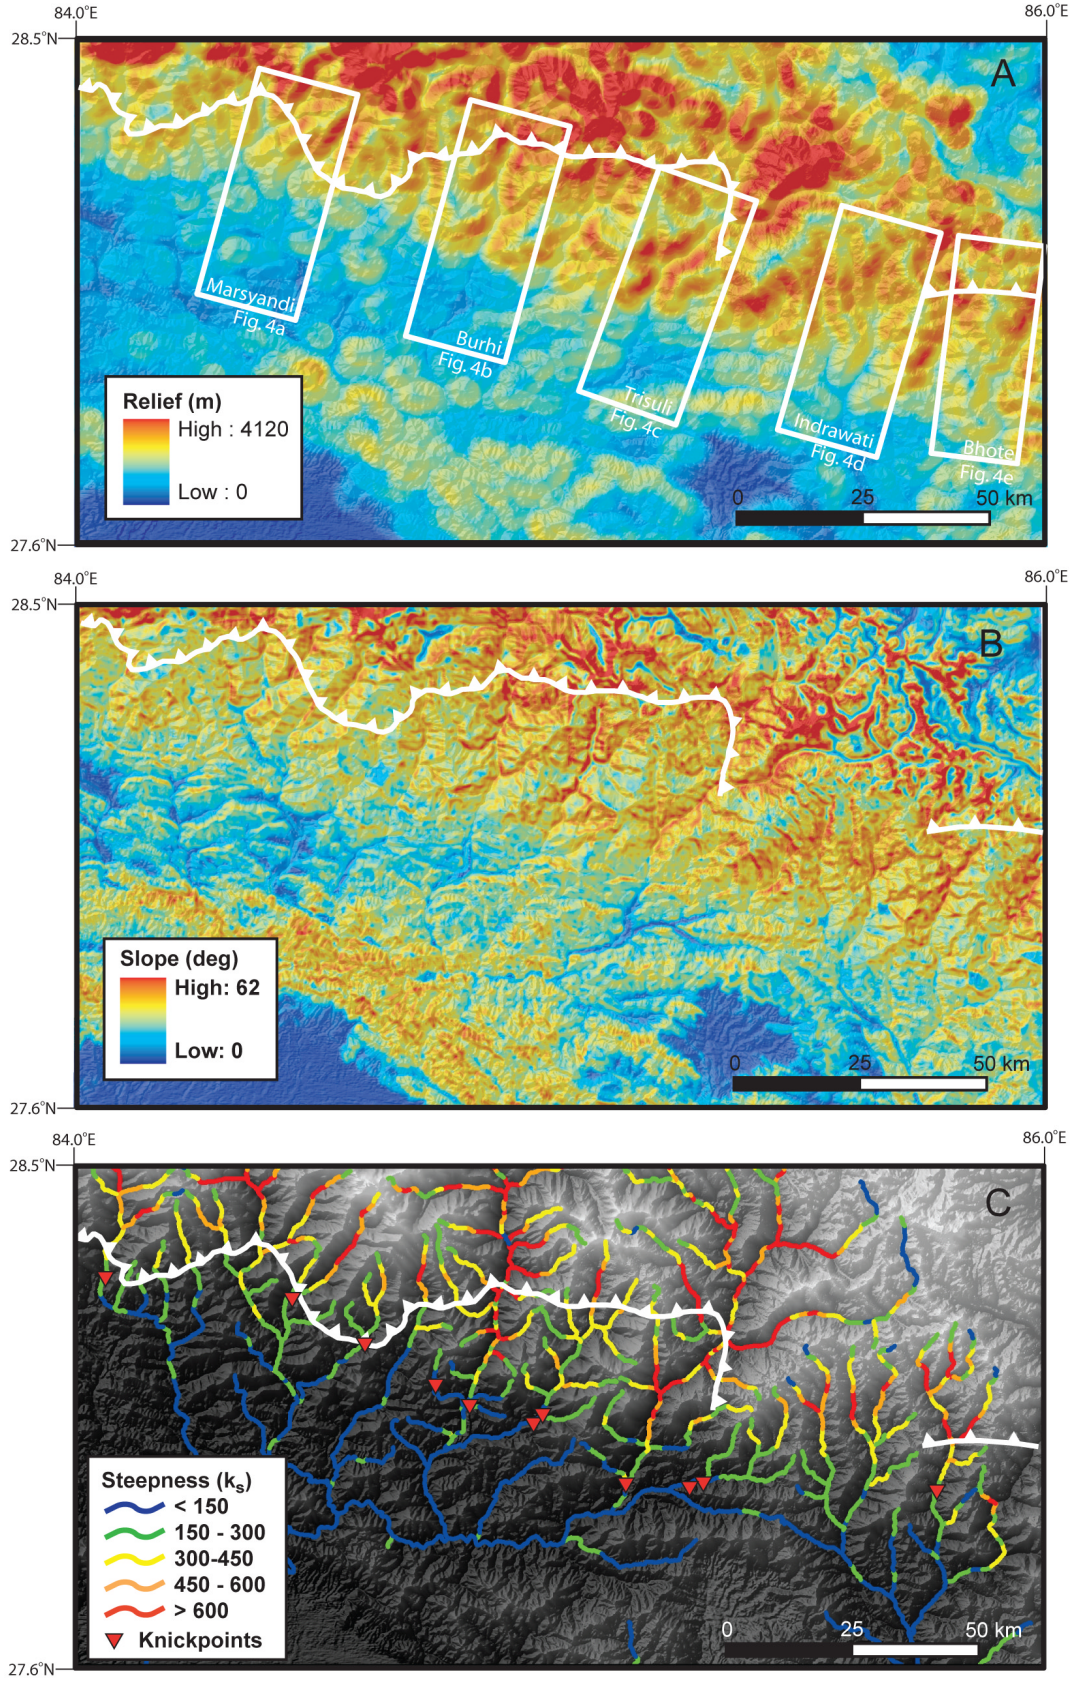 84.0°E
86.0°E
28.5°N
A
Marsyandi
Fig. 4a
Burhi
Fig. 4b
Trisuli
Fig. 4c
Indrawati
Fig. 4d
Bhote
Fig. 4e
Relief (m)
High : 4120
Low : 0
0 25 50 km
27.6°N
84.0°E
86.0°E
28.5°N
B
Slope (deg)
High: 62
Low: 0
0 25 50 km
27.6°N
84.0°E
86.0°E
28.5°N
C
Steepness (ks)
< 150
150 - 300
300-450
450 - 600
> 600
Knickpoints
0 25 50 km
27.6°N